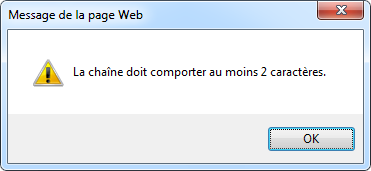 Message de la page Web
La chaîne doit comporter au moins 2 caractères.
OK